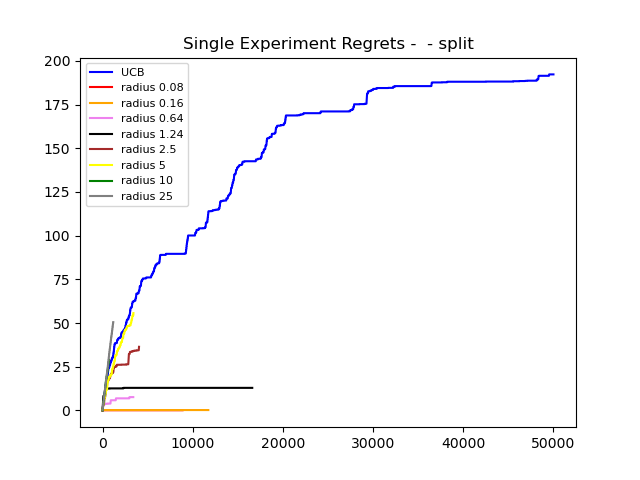 Single Experiment Regrets -  - split
200
175
150
125
100
75
50
25
0
UCB
radius 0.08
radius 0.16
radius 0.64
radius 1.24
radius 2.5
radius 5
radius 10
radius 25
0 10000 20000 30000 40000 50000